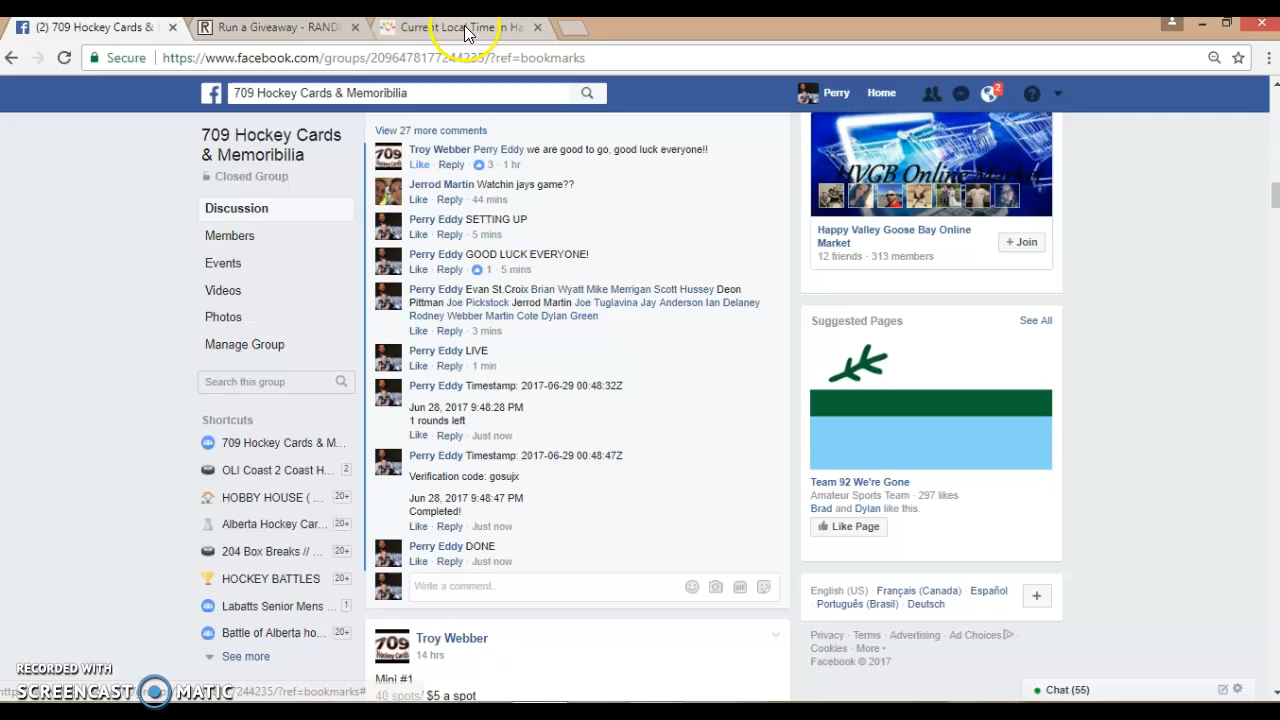 (2) 709 Hockey Cards &
Run a Giveaway - RAND
Current Local Time in Ha
Secure
https://www.facebook.com/groups/2096478177244235/?ref=bookmarks
709 Hockey Cards & Memoribilia
Perry
Home
2
709 Hockey Cards
& Memoribilia
Closed Group
Discussion
Members
Events
Videos
Photos
Manage Group
Search this group
Shortcuts
709 Hockey Cards & M...
OLI Coast 2 Coast H... 2
HOBBY HOUSE ( ... 20+
Alberta Hockey Car... 20+
204 Box Breaks // ... 20+
HOCKEY BATTLES 20+
Labatts Senior Mens ... 1
Battle of Alberta ho... 20+
See more
View 27 more comments
Troy Webber Perry Eddy we are good to go, good luck everyone!!
Like · Reply · 3 · 1 hr
Jerrod Martin Watchin jays game??
Like · Reply · 44 mins
Perry Eddy SETTING UP
Like · Reply · 5 mins
Perry Eddy GOOD LUCK EVERYONE!
Like · Reply · 1 · 5 mins
Perry Eddy Evan St.Croix Brian Wyatt Mike Merrigan Scott Hussey Deon
Pittman Joe Pickstock Jerrod Martin Joe Tuglavina Jay Anderson Ian Delaney
Rodney Webber Martin Cote Dylan Green
Like · Reply · 3 mins
Perry Eddy LIVE
Like · Reply · 1 min
Perry Eddy Timestamp: 2017-06-29 00:48:32Z
Jun 28, 2017 9:48:28 PM
1 rounds left
Like · Reply · Just now
Perry Eddy Timestamp: 2017-06-29 00:48:47Z
Verification code: gosujx
Jun 28, 2017 9:48:47 PM
Completed!
Like · Reply · Just now
Perry Eddy DONE
Like · Reply · Just now
Write a comment...
Troy Webber
14 hrs
Mini #1
40 spots/ $5 a spot
HVGB Online Market
Happy Valley Goose Bay Online
Market
12 friends · 313 members
+ Join
Suggested Pages
See All
Team 92 We're Gone
Amateur Sports Team · 297 likes
Brad and Dylan like this.
Like Page
English (US) · Français (Canada) · Español ·
Português (Brasil) · Deutsch
Privacy · Terms · Advertising · Ad Choices ·
Cookies · More
Facebook © 2017
Chat (55)
RECORDED WITH
SCREENCAST MATIC
77244235/?ref=bookmarks#